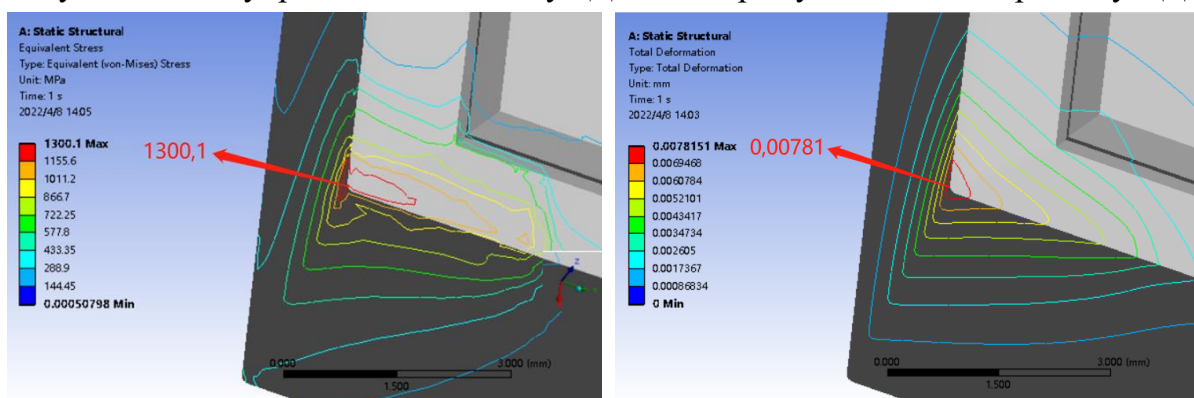 A: Static Structural
Equivalent Stress
Type: Equivalent (von-Mises) Stress
Unit: MPa
Time: 1 s
2022/4/8 14:05
1300.1 Max
1155.6
1011.2
866.7
722.25
577.8
433.35
288.9
144.45
0.00050798 Min
1300,1
0.000
3.000 (mm)
1.500
z
A: Static Structural
Total Deformation
Type: Total Deformation
Unit: mm
Time: 1 s
2022/4/8 14:03
0.0078151 Max
0.0069468
0.0060784
0.0052101
0.0043417
0.0034734
0.002605
0.0017367
0.00086834
0 Min
0,00781
0.000
3.000 (mm)
1.500